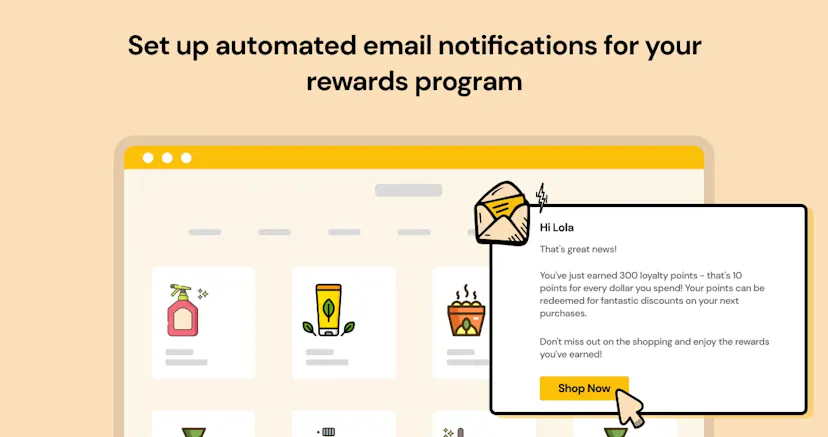 Set up automated email notifications for your
rewards program
Hi Lola
That's great news!
You've just earned 300 loyalty points - that's 10
points for every dollar you spend! Your points can be
redeemed for fantastic discounts on your next
purchases.
Don't miss out on the shopping and enjoy the rewards
you've earned!
Shop Now